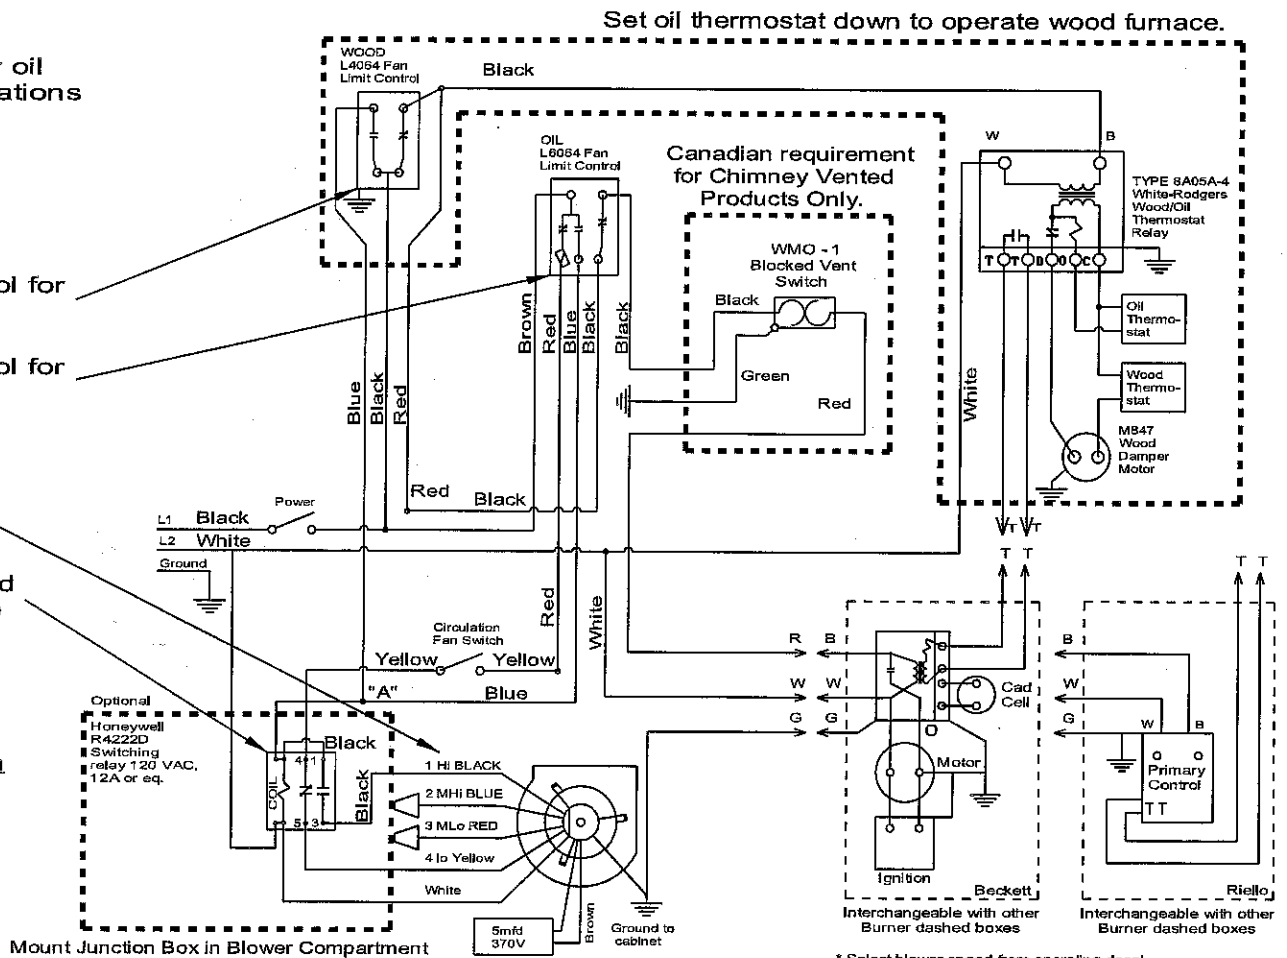 Set oil thermostat down to operate wood furnace.
oil
ations
WOOD
L4064 Fan
Limit Control
Black
OIL
L6064 Fan
Limit Control
Canadian requirement
for Chimney Vented
Products Only.
W
B
TYPE 8A05A-4
White-Rodgers
Wood/Oil
Thermostat
Relay
WMO - 1
Blocked Vent
Switch
T T D O C
ol for
Black
Oil
Thermo-
stat
Brown
Red
Blue
Black
Black
ol for
Green
Red
Wood
Thermo-
stat
White
Blue
Black
Red
M847
Wood
Damper
Motor
Red
Black
Power
L1
Black
L2
White
Ground
T
T
T
T
T
T
d
Red
White
Circulation
Fan Switch
Yellow
Yellow
"A"
Blue
R
B
W
W
G
G
Cad
Cell
B
W
G
Optional
Honeywell
R4222D
Switching
relay 120 VAC,
12A or eq.
Black
4 1
COIL
5 3
Black
1 Hi BLACK
2 MHi BLUE
3 MLo RED
4 lo Yellow
White
Motor
W
B
Primary
Control
T T
Ignition
Beckett
Riello
5mfd
370V
Brown
Ground to
cabinet
Interchangeable with other
Burner dashed boxes
Interchangeable with other
Burner dashed boxes
Mount Junction Box in Blower Compartment